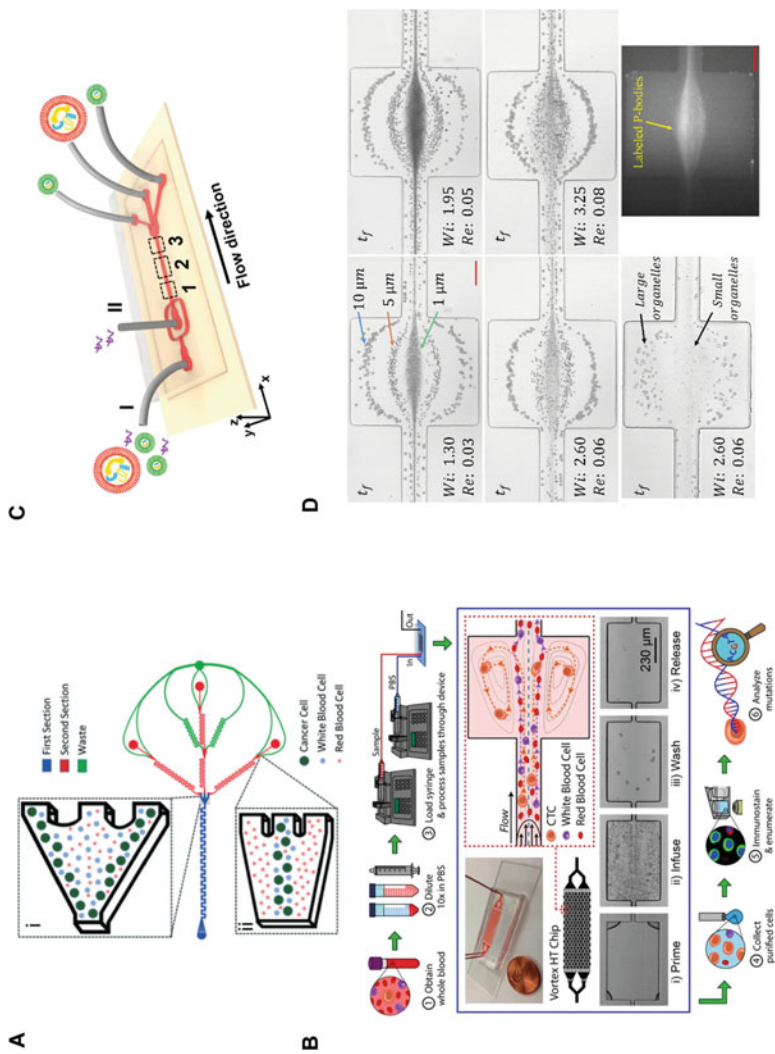 A
First Section
Second Section
Waste
Cancer Cell
White Blood Cell
Red Blood Cell
i
ii
B
① Obtain
whole blood
② Dilute
10x in PBS
Sample
PBS
③ Load syringe
& process samples through device
In
Out
Flow
CTC
White Blood Cell
Red Blood Cell
Vortex HT Chip
i) Prime
ii) Infuse
iii) Wash
iv) Release
230 µm
④ Collect
purified cells
⑤ Immunostain
& enumerate
⑥ Analyze
mutations
C
I
II
1
2
3
Flow direction
z
y
x
D
tf
10 µm
5 µm
1 µm
Wi: 1.30
Re: 0.03
tf
Wi: 1.95
Re: 0.05
tf
Wi: 2.60
Re: 0.06
tf
Wi: 3.25
Re: 0.08
Large
organelles
Small
organelles
Wi: 2.60
Re: 0.06
Labeled P-bodies